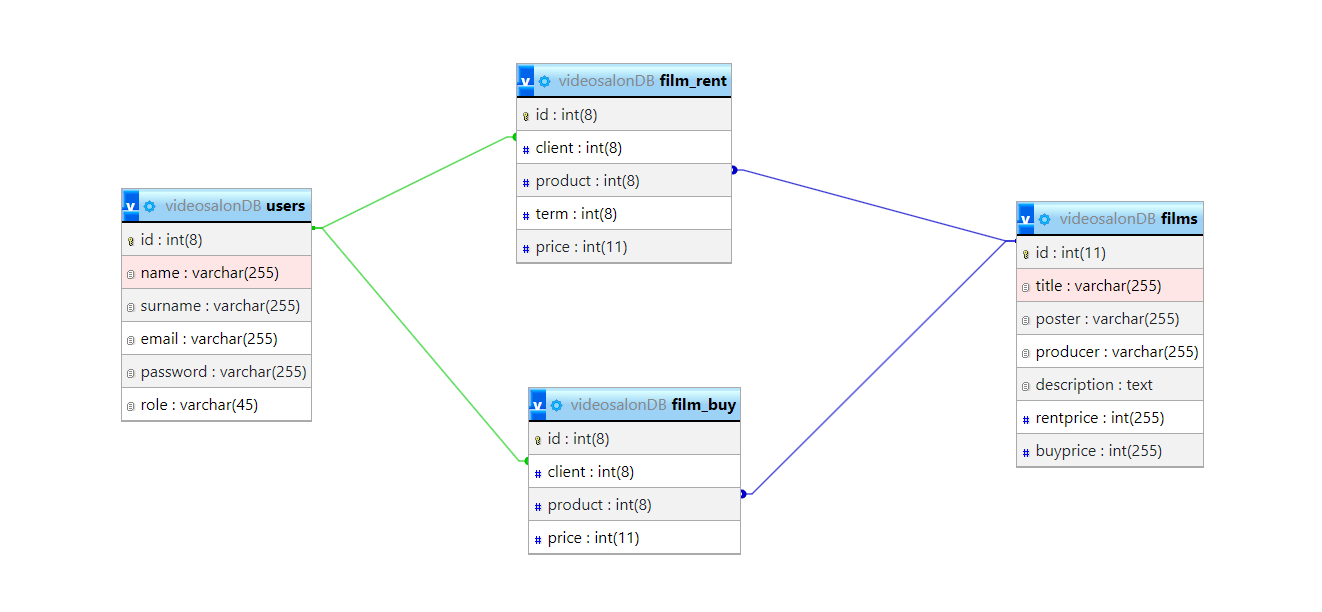 videosalonDB users
id : int(8)
name : varchar(255)
surname : varchar(255)
email : varchar(255)
password : varchar(255)
role : varchar(45)
v videosalonDB film_rent
id : int(8)
client : int(8)
product : int(8)
term : int(8)
price : int(11)
v videosalonDB film_buy
id : int(8)
client : int(8)
product : int(8)
price : int(11)
v videosalonDB films
id : int(11)
title : varchar(255)
poster : varchar(255)
producer : varchar(255)
description : text
rentprice : int(255)
buyprice : int(255)